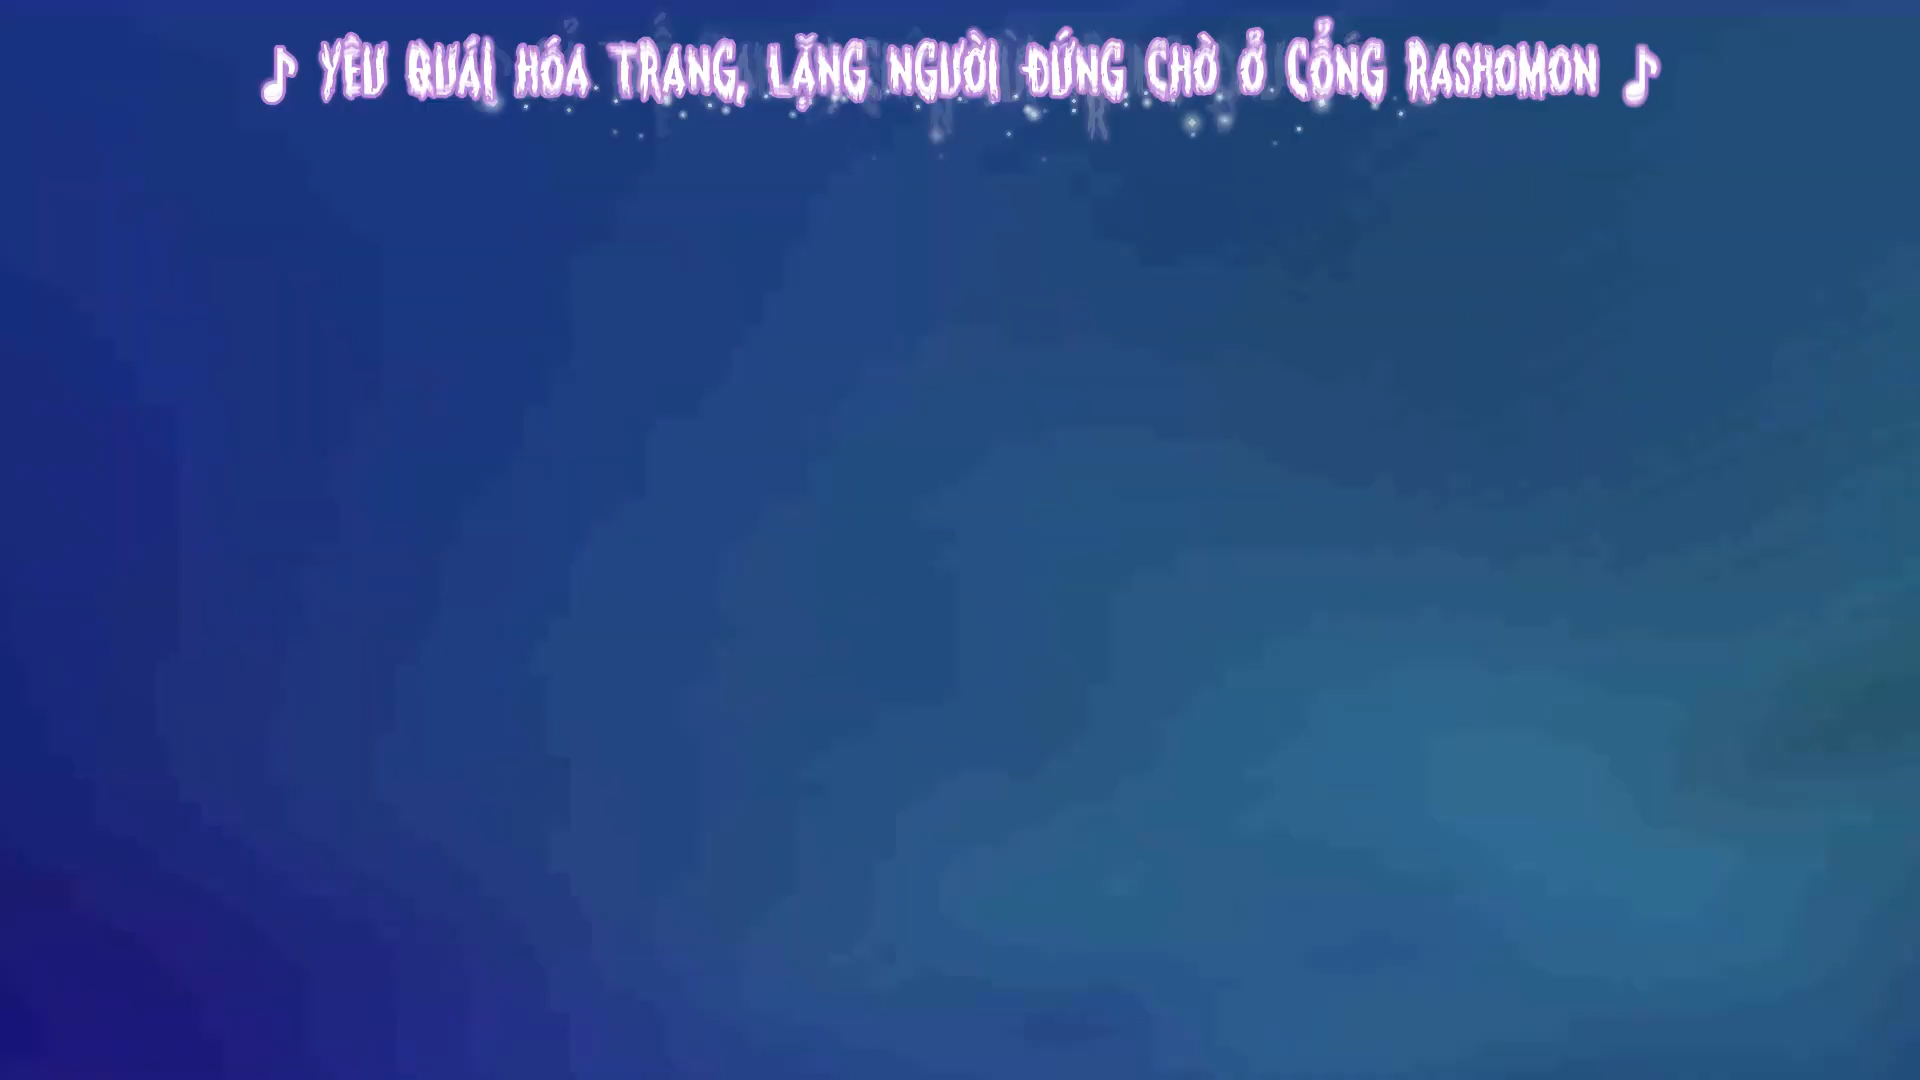 ♪ YÊU QUÁI HÓA TRANG, LẶNG NGƯỜI ĐỨNG CHỜ Ở CỔNG RASHOMON ♪